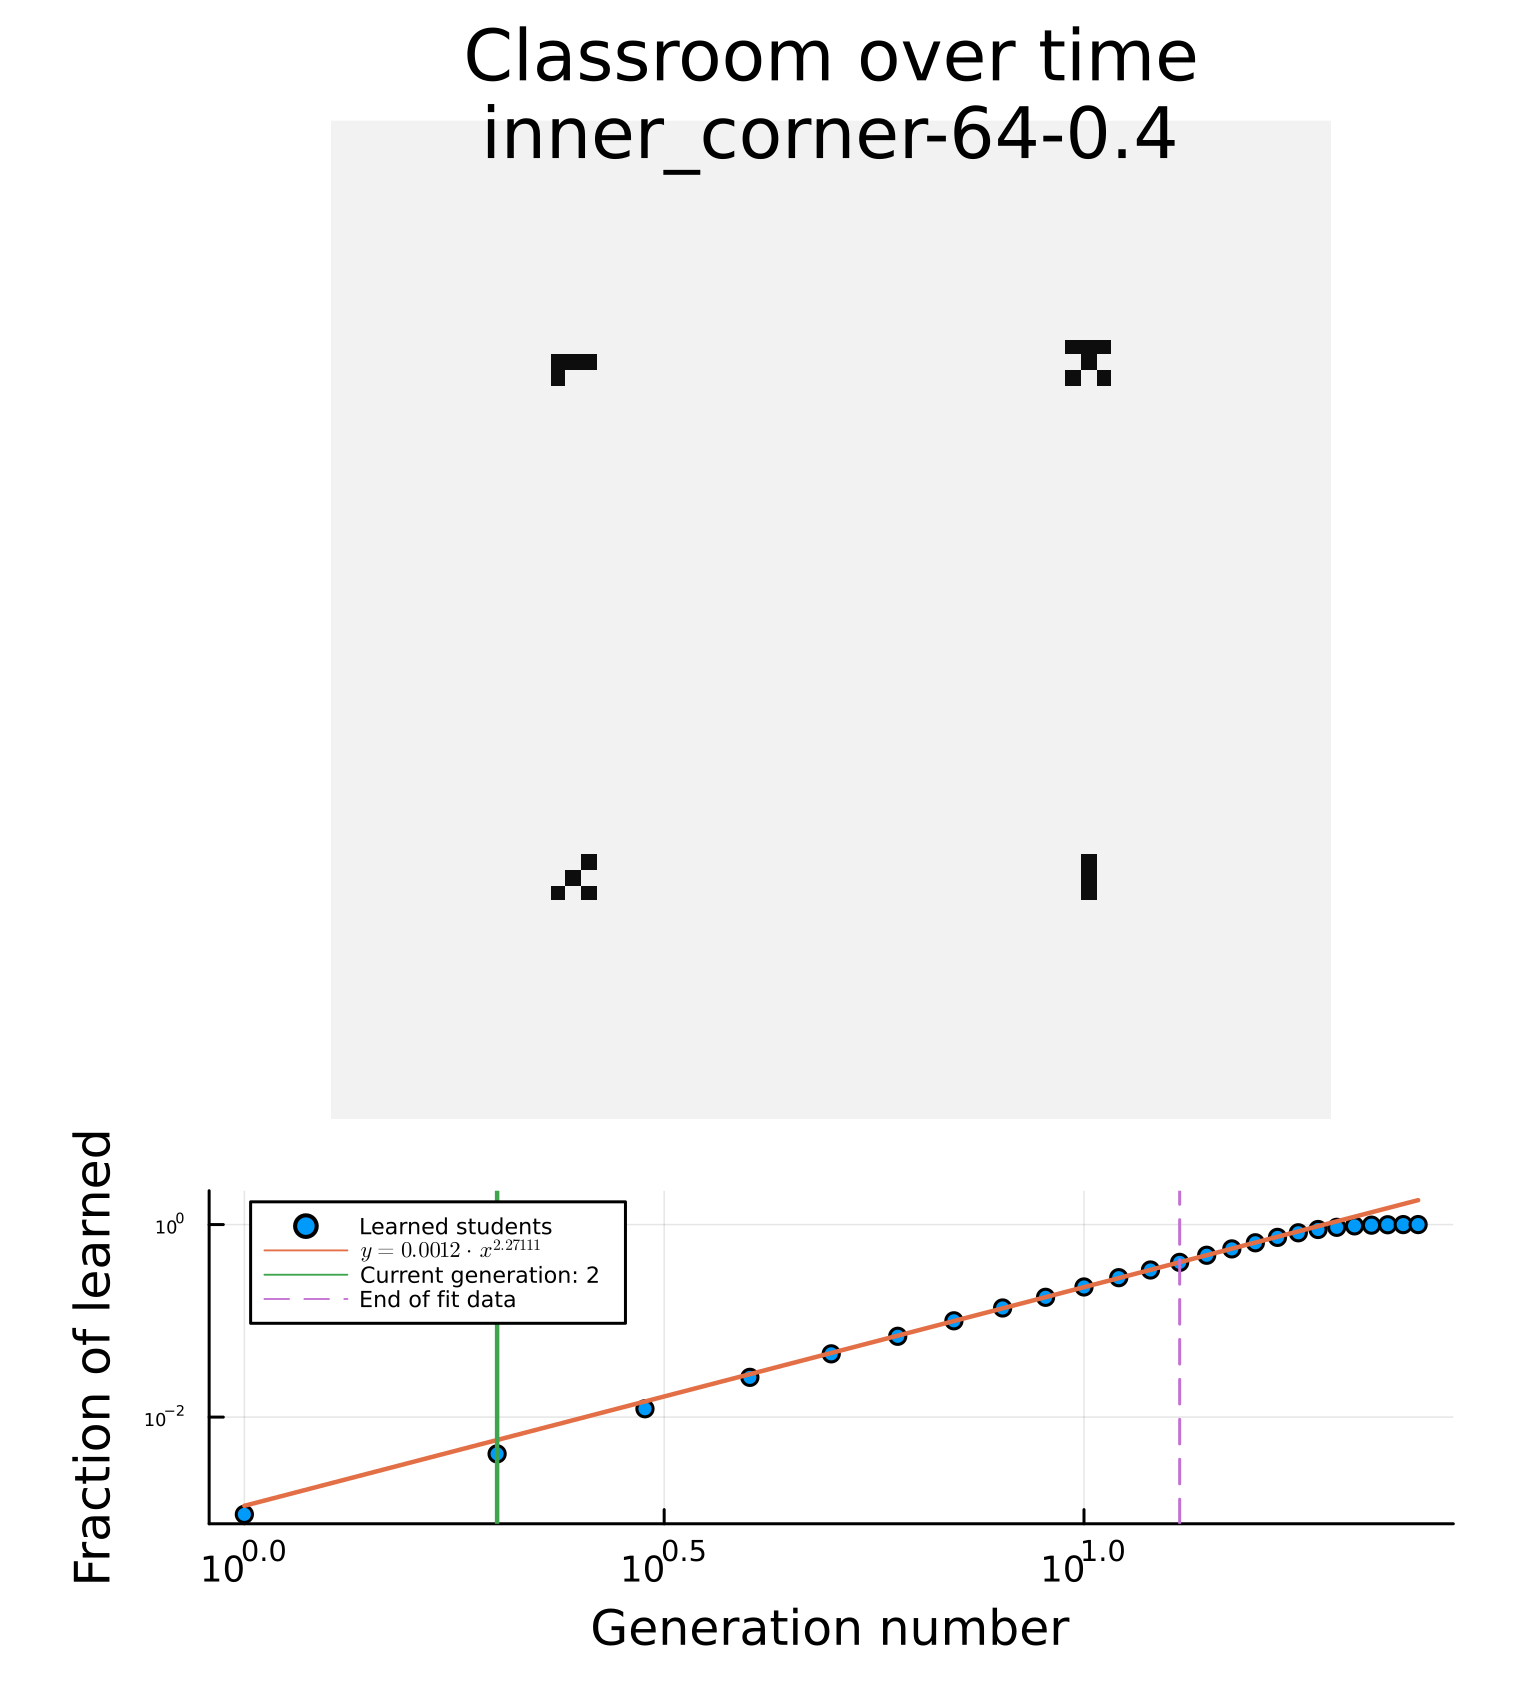 Classroom over time
inner_corner-64-0.4
Fraction of learned
10⁰
10⁻²
Learned students
y = 0.0012 · x^2.27111
Current generation: 2
End of fit data
10^0.0 10^0.5 10^1.0
Generation number